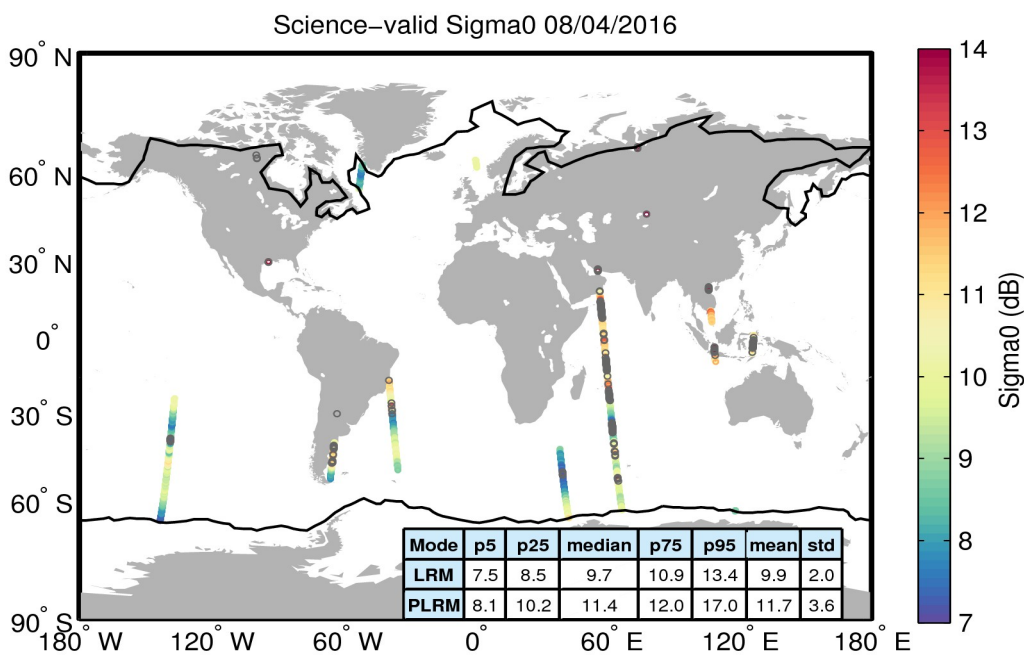 Science−valid Sigma0 08/04/2016
90° N
60° N
30° N
0°
30° S
60° S
90° S
180° W
120° W
60° W
0°
60° E
120° E
180° E
14
13
12
11
10
9
8
7
Sigma0 (dB)
Mode p5 p25 median p75 p95 mean std
LRM 7.5 8.5 9.7 10.9 13.4 9.9 2.0
PLRM 8.1 10.2 11.4 12.0 17.0 11.7 3.6